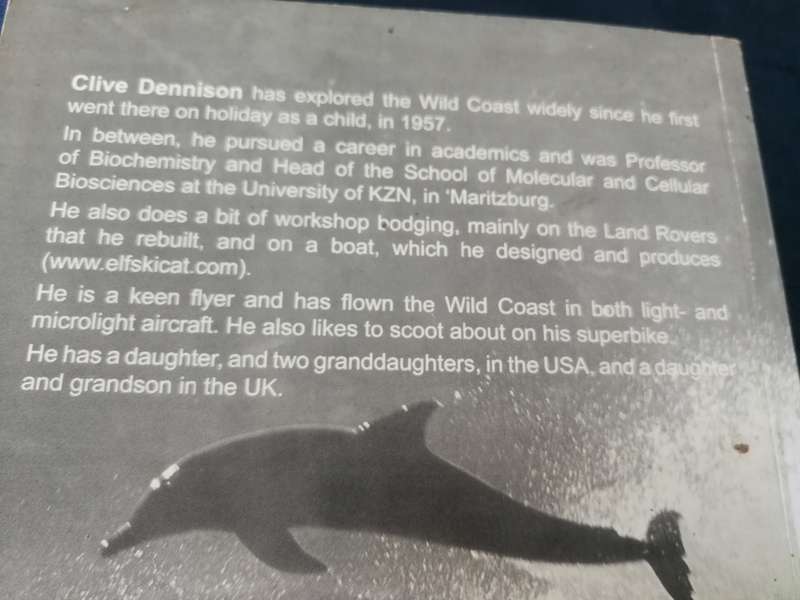 Clive Dennison has explored the Wild Coast widely since he first
went there on holiday as a child, in 1957.
In between, he pursued a career in academics and was Professor
of Biochemistry and Head of the School of Molecular and Cellular
Biosciences at the University of KZN, in 'Maritzburg.
He also does a bit of workshop bodging, mainly on the Land Rovers
that he rebuilt, and on a boat, which he designed and produces
(www.elfskicat.com).
He is a keen flyer and has flown the Wild Coast in both light- and
microlight aircraft. He also likes to scoot about on his superbike.
He has a daughter, and two granddaughters, in the USA, and a daughter
and grandson in the UK.